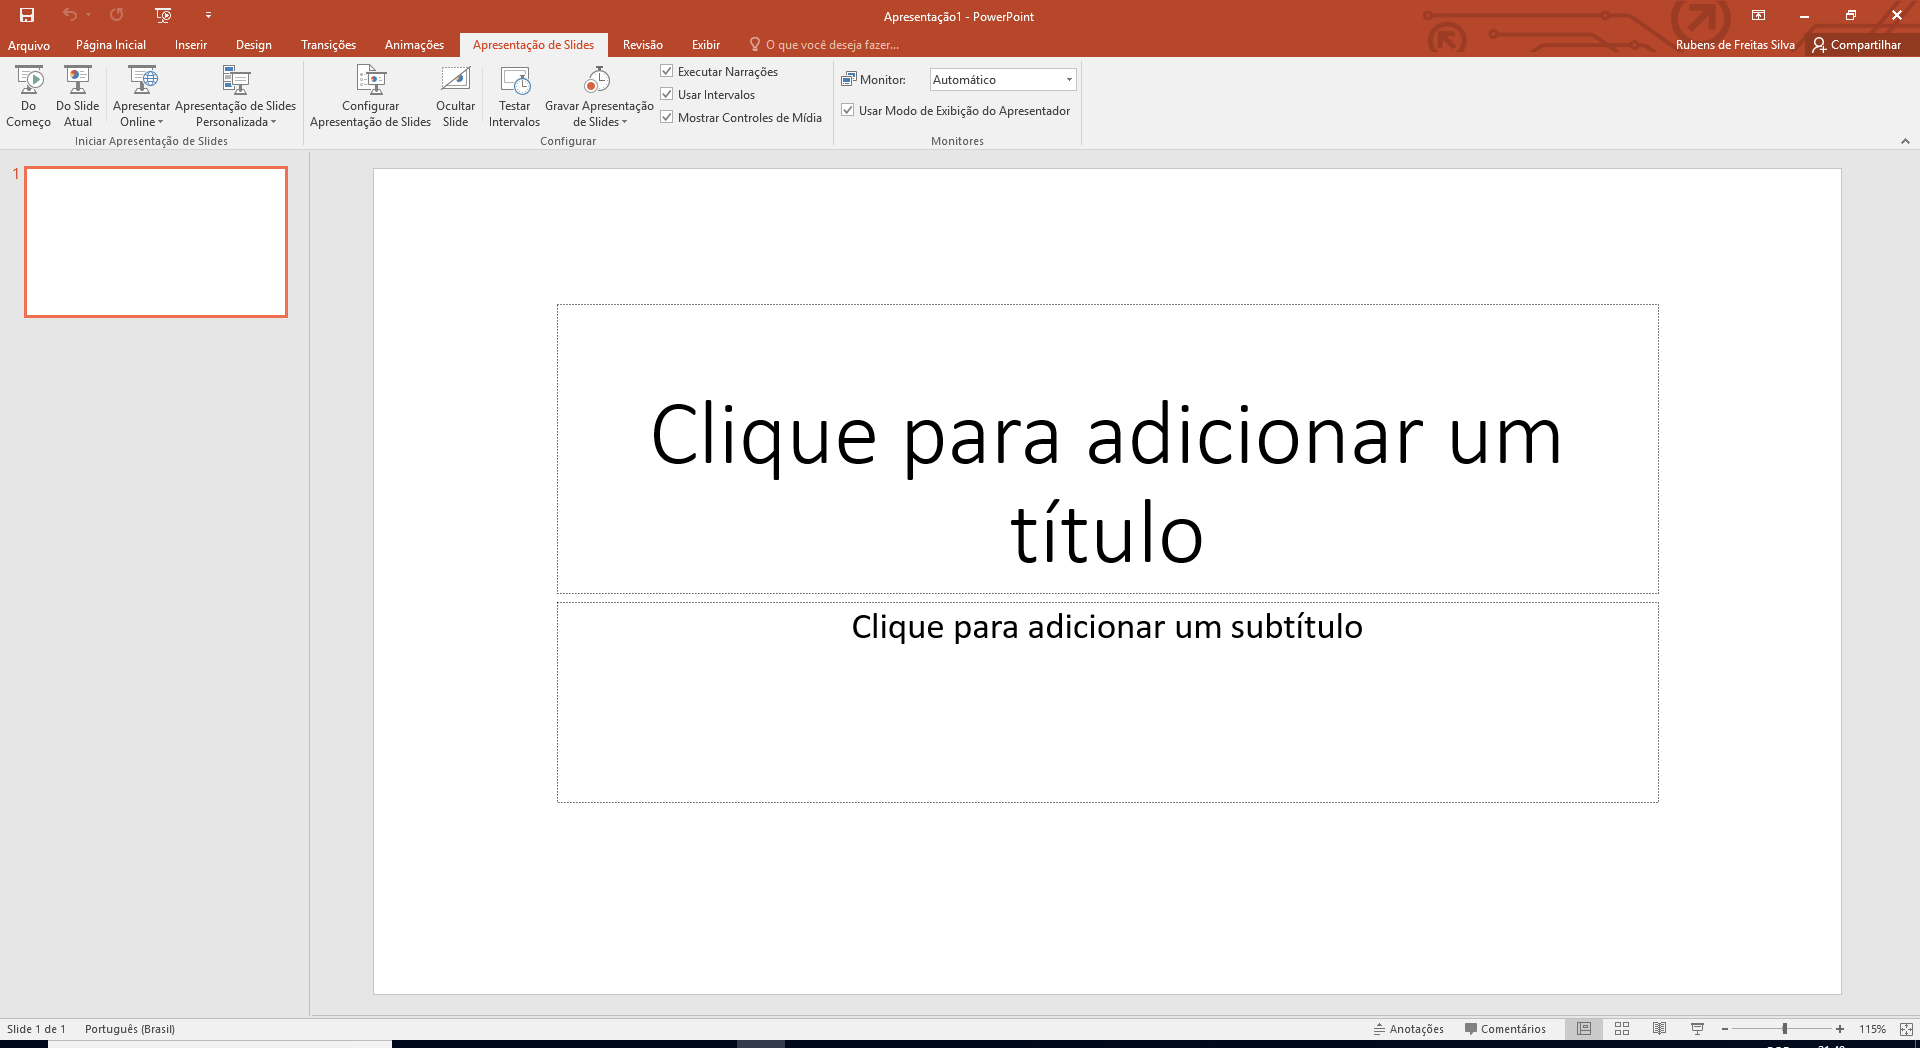 Apresentação1 - PowerPoint
Arquivo Página Inicial Inserir Design Transições Animações Apresentação de Slides Revisão Exibir O que você deseja fazer... Rubens de Freitas Silva Compartilhar
Do Começo
Do Slide Atual
Apresentar Online
Apresentação de Slides Personalizada
Iniciar Apresentação de Slides
Configurar Apresentação de Slides
Ocultar Slide
Testar Intervalos
Gravar Apresentação de Slides
Executar Narrações
Usar Intervalos
Mostrar Controles de Mídia
Configurar
Monitor: Automático
Usar Modo de Exibição do Apresentador
Monitores
1
Clique para adicionar um
título
Clique para adicionar um subtítulo
Slide 1 de 1 Português (Brasil) Anotações Comentários 115%